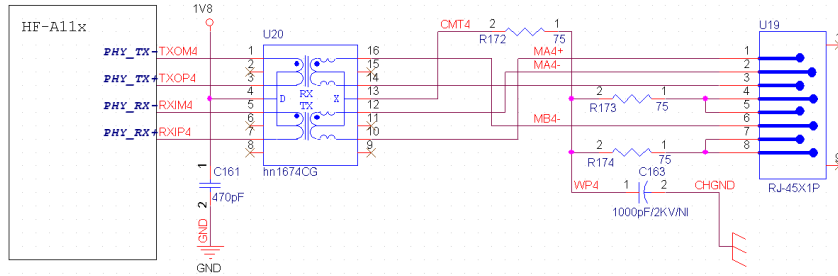 1V8
HF-A11x
CMT4
2
1
R172
75
U20
U19
PHY_TX-
TXOM4
1
16
MA4+
1
2
15
MA4-
2
PHY_TX+
TXOP4
3
14
3
RX
4
D
X
13
2
1
4
TX
PHY_RX-
RXIM4
5
12
R173
75
5
6
11
MB4-
6
PHY_RX+
RXIP4
7
10
2
1
7
8
9
8
hn1674CG
R174
75
1
C161
470pF
2
C163
WP4
1
2
CHGND
RJ-45X1P
1000pF/2KV/NI
GND
GND